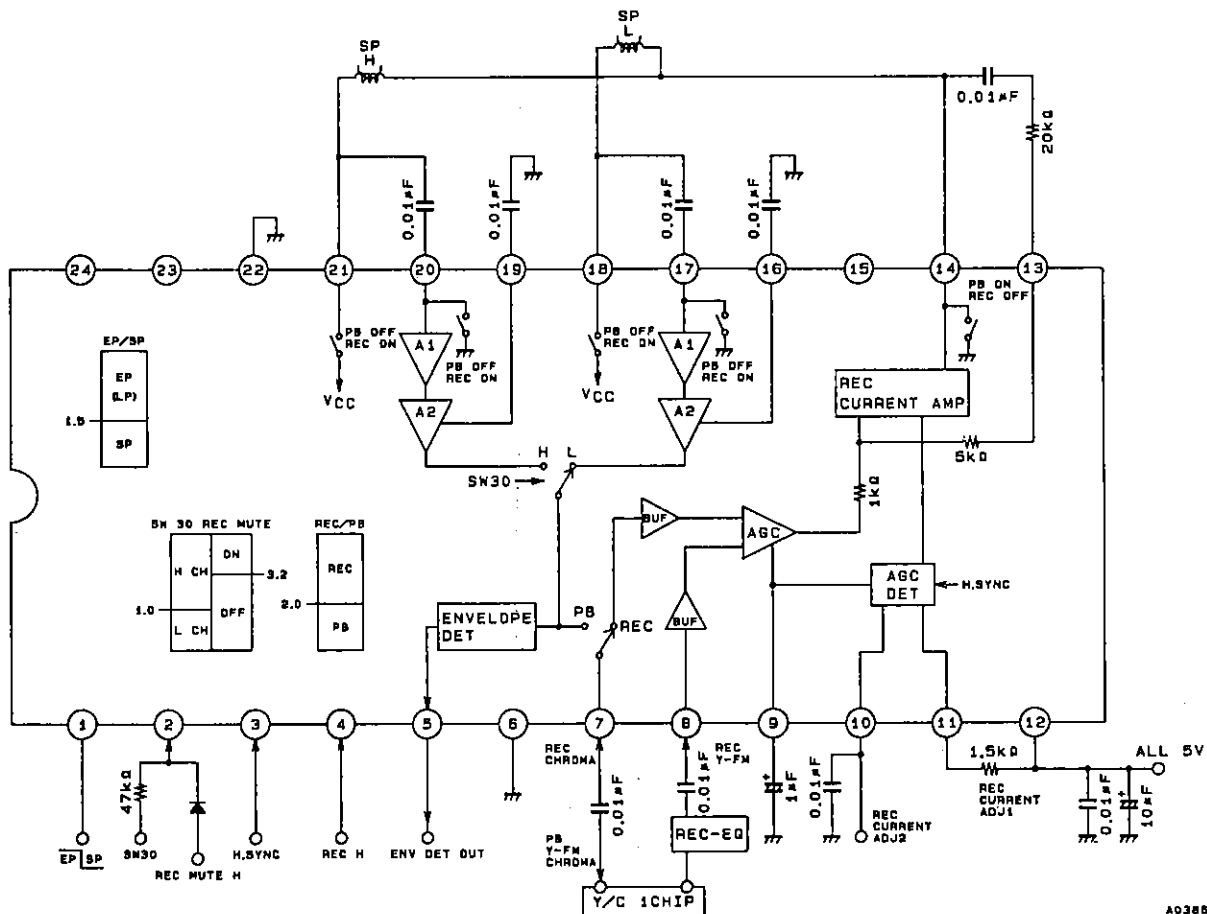 SP
L
SP
H
0.01µF
20kΩ
0.01µF
0.01µF
0.01µF
0.01µF
24
23
22
21
20
19
18
17
16
15
14
13
PB ON
REC OFF
PB OFF
REC ON
VCC
A1
PB OFF
REC ON
A2
PB OFF
REC ON
VCC
A1
PB OFF
REC ON
A2
REC
CURRENT AMP
EP/SP
EP
(LP)
1.5
SP
5kΩ
H L
SW30
1kΩ
BUF
AGC
SW 30 REC MUTE
REC/PB
H CH
ON
3.2
1.0
OFF
L CH
REC
2.0
PB
AGC
DET
H,SYNC
ENVELOPE
DET
PB
REC
BUF
1
2
3
4
5
6
7
8
9
10
11
12
REC
CHROMA
0.01µF
PB
Y-FM
CHROMA
REC
Y-FM
0.01µF
REC-EQ
1µF
0.01µF
REC
CURRENT
ADJ2
1.5kΩ
REC
CURRENT
ADJ1
ALL 5V
0.01µF
10µF
47kΩ
EP SP
SW30
REC MUTE H
H,SYNC
REC H
ENV DET OUT
Y/C 1CHIP